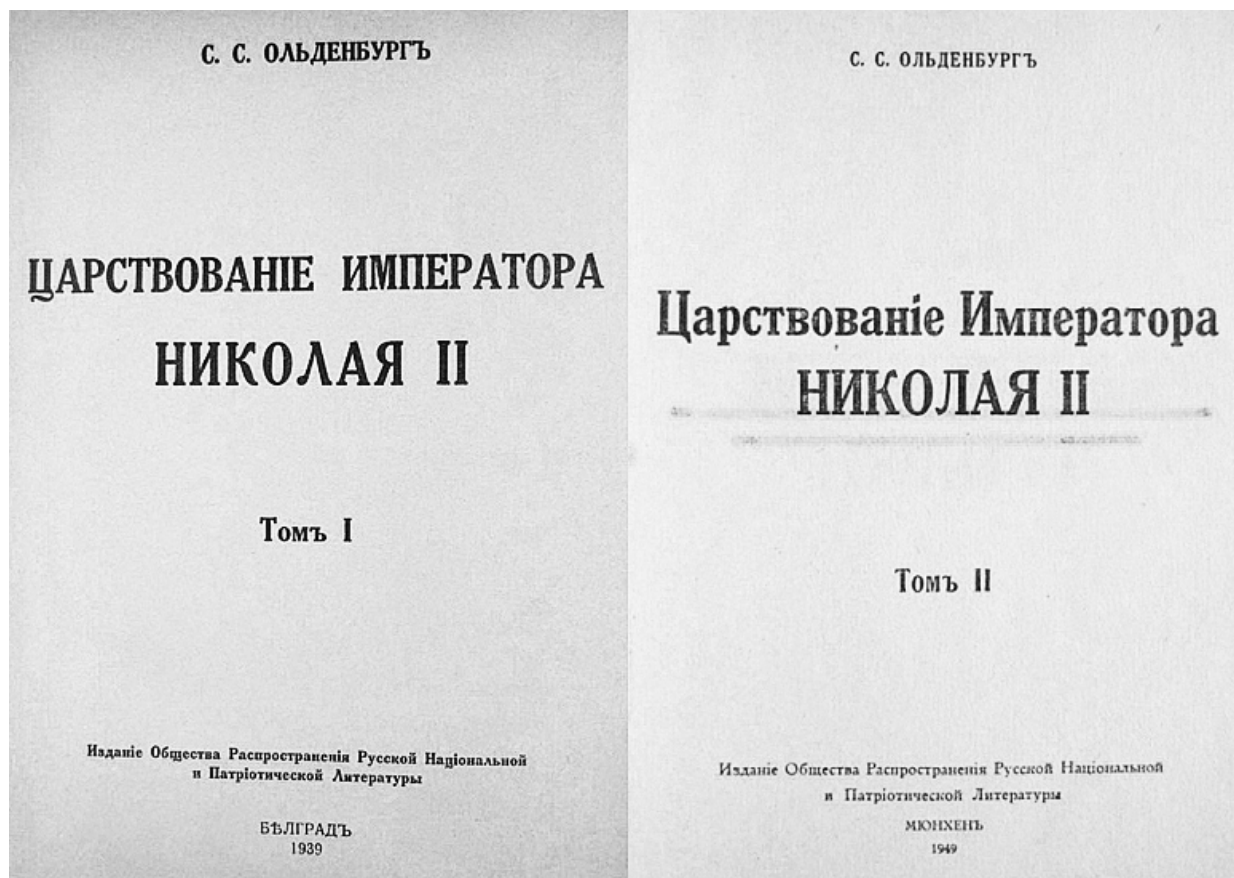 С. С. ОЛЬДЕНБУРГЪ
ЦАРСТВОВАНІЕ ИМПЕРАТОРА
НИКОЛАЯ II
Томъ I
Изданіе Общества Распространенія Русской Національной
и Патріотической Литературы
БѢЛГРАДЪ
1939
С. С. ОЛЬДЕНБУРГЪ
Царствованіе Императора
НИКОЛАЯ II
Томъ II
Изданіе Общества Распространенія Русской Національной
и Патріотической Литературы
МЮНХЕНЪ
1949